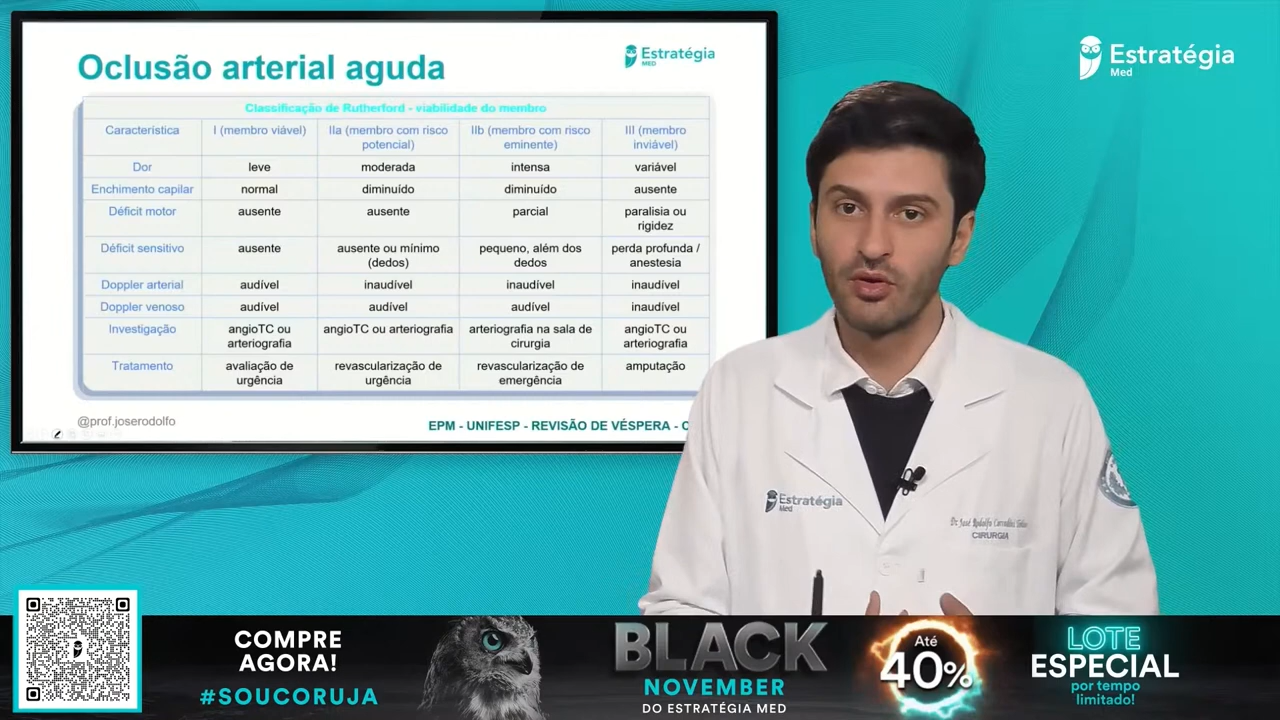 Oclusão arterial aguda
Estratégia
MED
Classificação de Rutherford - viabilidade do membro
Característica
I (membro viável)
IIa (membro com risco
potencial)
IIb (membro com risco
eminente)
III (membro
inviável)
Dor
leve
moderada
intensa
variável
Enchimento capilar
normal
diminuído
diminuído
ausente
Déficit motor
ausente
ausente
parcial
paralisia ou
rigidez
Déficit sensitivo
ausente
ausente ou mínimo
(dedos)
pequeno, além dos
dedos
perda profunda /
anestesia
Doppler arterial
audível
inaudível
inaudível
inaudível
Doppler venoso
audível
audível
audível
inaudível
Investigação
angioTC ou
arteriografia
angioTC ou arteriografia
arteriografia na sala de
cirurgia
angioTC ou
arteriografia
Tratamento
avaliação de
urgência
revascularização de
urgência
revascularização de
emergência
amputação
@prof.joserodolfo
EPM - UNIFESP - REVISÃO DE VÉSPERA - C
Estratégia
Med
Estratégia
Med
Dr. José Rodolfo
CIRURGIA
COMPRE
AGORA!
#SOUCORUJA
BLACK
NOVEMBER
DO ESTRATÉGIA MED
Até
40%
LOTE
ESPECIAL
por tempo
limitado!